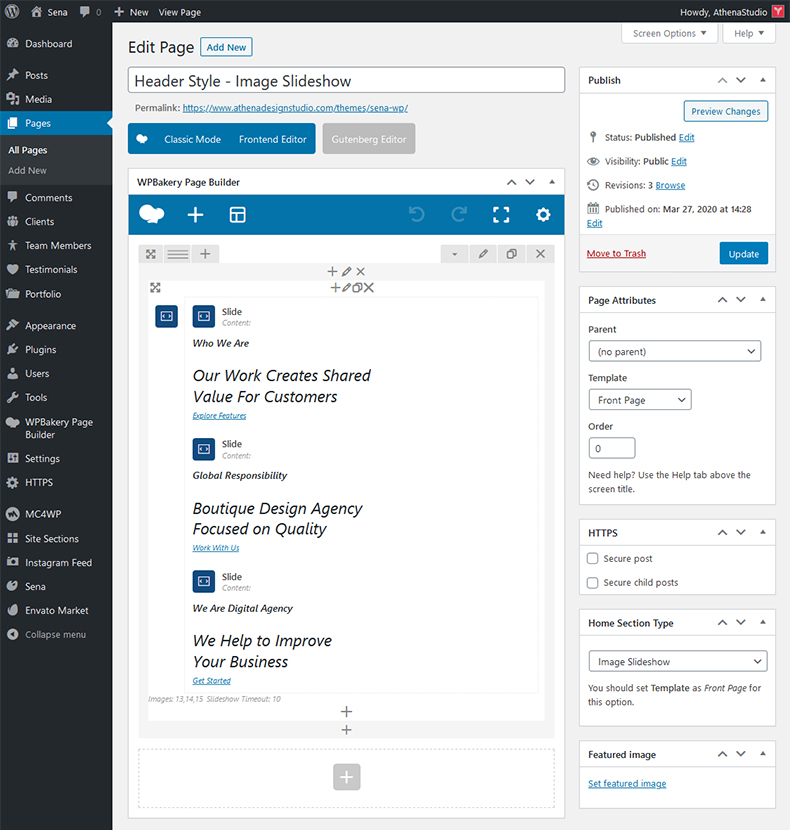 Sena 0 New View Page Howdy, AthenaStudio
Dashboard
Posts
Media
Pages
All Pages
Add New
Comments
Clients
Team Members
Testimonials
Portfolio
Appearance
Plugins
Users
Tools
WPBakery Page
Builder
Settings
HTTPS
MC4WP
Site Sections
Instagram Feed
Sena
Envato Market
Collapse menu
Screen Options Help
Edit Page Add New
Header Style - Image Slideshow
Permalink: https://www.athenadesignstudio.com/themes/sena-wp/
Classic Mode Frontend Editor Gutenberg Editor
WPBakery Page Builder
Slide
Content:
Who We Are
Our Work Creates Shared
Value For Customers
Explore Features
Slide
Content:
Global Responsibility
Boutique Design Agency
Focused on Quality
Work With Us
Slide
Content:
We Are Digital Agency
We Help to Improve
Your Business
Get Started
Images: 13,14,15 Slideshow Timeout: 10
Publish
Preview Changes
Status: Published Edit
Visibility: Public Edit
Revisions: 3 Browse
Published on: Mar 27, 2020 at 14:28
Edit
Move to Trash Update
Page Attributes
Parent
(no parent)
Template
Front Page
Order
0
Need help? Use the Help tab above the
screen title.
HTTPS
Secure post
Secure child posts
Home Section Type
Image Slideshow
You should set Template as Front Page for
this option.
Featured image
Set featured image